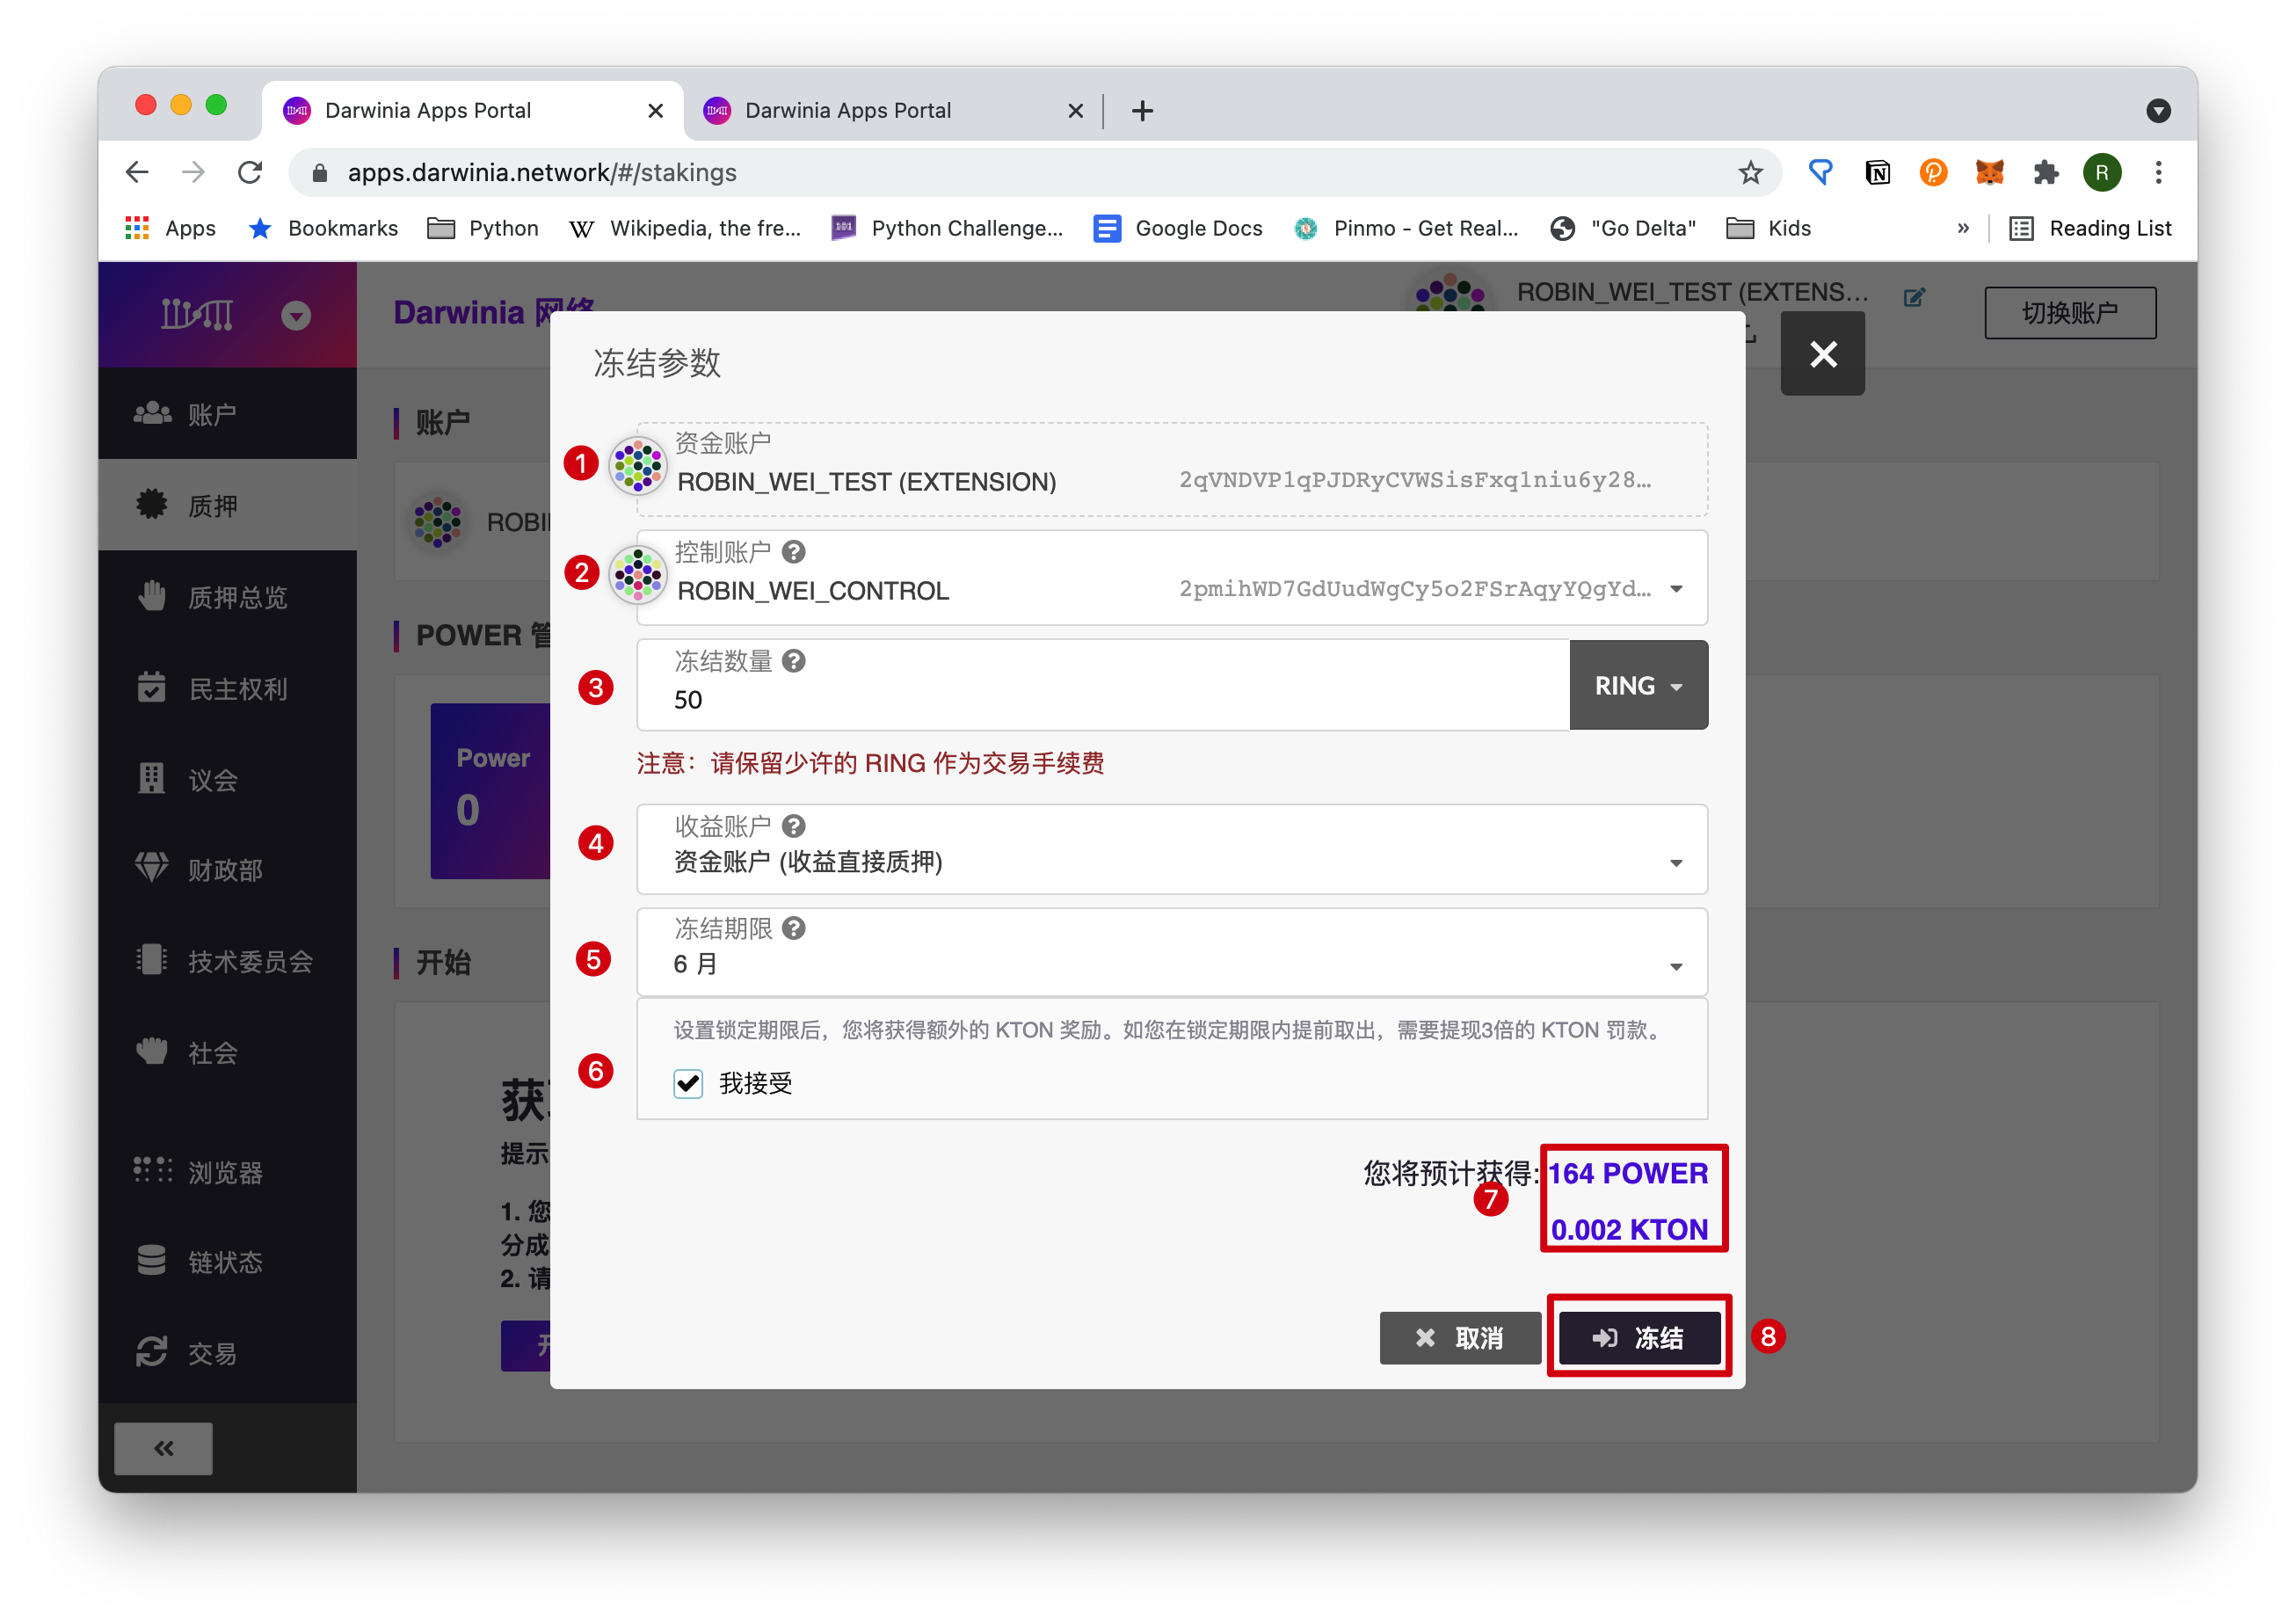 Darwinia Apps Portal
Darwinia Apps Portal
apps.darwinia.network/#/stakings
R
Apps
Bookmarks
Python
Wikipedia, the fre...
Python Challenge...
Google Docs
Pinmo - Get Real...
"Go Delta"
Kids
»
Reading List
Darwinia 网络
ROBIN_WEI_TEST (EXTENS...
切换账户
账户
质押
质押总览
民主权利
议会
财政部
技术委员会
社会
浏览器
链状态
交易
账户
ROBI
POWER 管
Power
0
开始
提示
1. 您
分成
2. 请
冻结参数
1
资金账户
ROBIN_WEI_TEST (EXTENSION)
2qVNDVP1qPJDRyCVWSisFxq1niu6y28…
2
控制账户
ROBIN_WEI_CONTROL
2pmihWD7GdUudWgCy5o2FSrAqyYQgYd…
3
冻结数量
50
RING
注意：请保留少许的 RING 作为交易手续费
4
收益账户
资金账户 (收益直接质押)
5
冻结期限
6 月
6
设置锁定期限后，您将获得额外的 KTON 奖励。如您在锁定期限内提前取出，需要提现3倍的 KTON 罚款。
我接受
7
您将预计获得:
164 POWER
0.002 KTON
取消
冻结
8